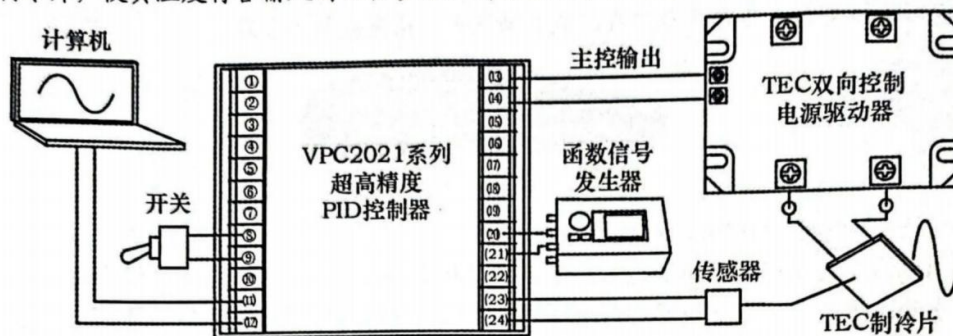 计算机
①
②
③
④
⑤
⑥
⑦
⑧
⑨
⑩
(11)
(12)
开关
VPC2021系列
超高精度
PID控制器
(13)
(14)
(15)
(16)
(17)
(18)
(19)
(20)
(21)
(22)
(23)
(24)
主控输出
函数信号
发生器
TEC双向控制
电源驱动器
传感器
TEC制冷片